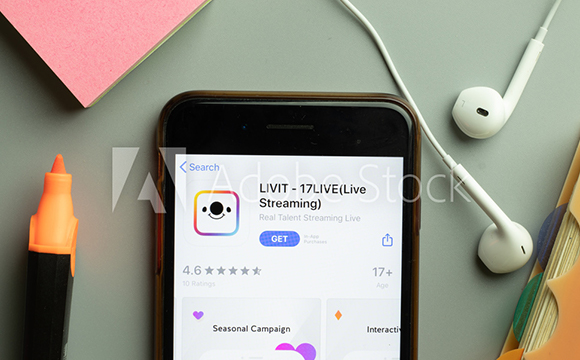 Search
LIVIT - 17LIVE(Live
Streaming)
Real Talent Streaming Live
GET
In-App
Purchases
4.6
17+
10 Ratings
Age
Seasonal Campaign
Interactiv
Adobe Stock